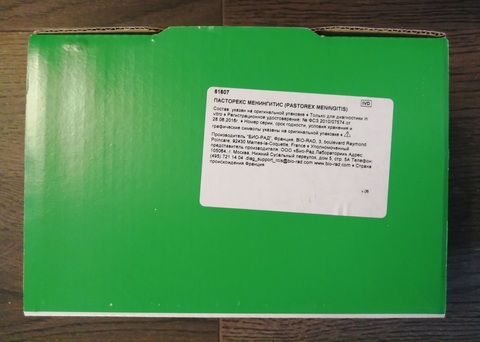 61607
ПАСТОРЕКС МЕНИНГИТИС (PASTOREX MENINGITIS)
IVD
Состав: указан на оригинальной упаковке ♦ Только для диагностики in
vitro ♦ Регистрационное удостоверение: № ФСЗ 2010/07574 от
26.08.2016г. ♦ Номер серии, срок годности, условия хранения и
графические символы указаны на оригинальной упаковке ♦
Производитель "БИО-РАД", Франция, BIO-RAD, 3, boulevard Raymond
Poincare, 92430 Marnes-la-Coquette, France ♦ Уполномоченный
представитель производителя: ООО «Био-Рад Лаборатории» Адрес:
105064, г. Москва, Нижний Сусальный переулок, дом 5, стр. 5А Телефон:
(495) 721 14 04 diag_support_rcis@bio-rad.com www.bio-rad.com ♦ Страна
происхождения Франция